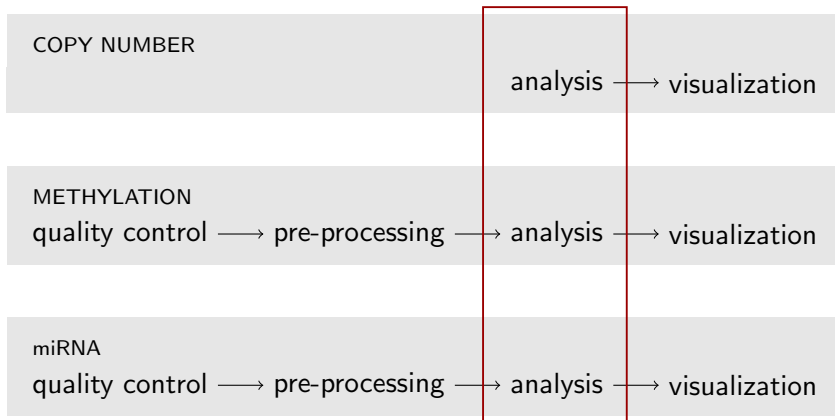 COPY NUMBER
analysis → visualization
METHYLATION
quality control → pre-processing → analysis → visualization
miRNA
quality control → pre-processing → analysis → visualization